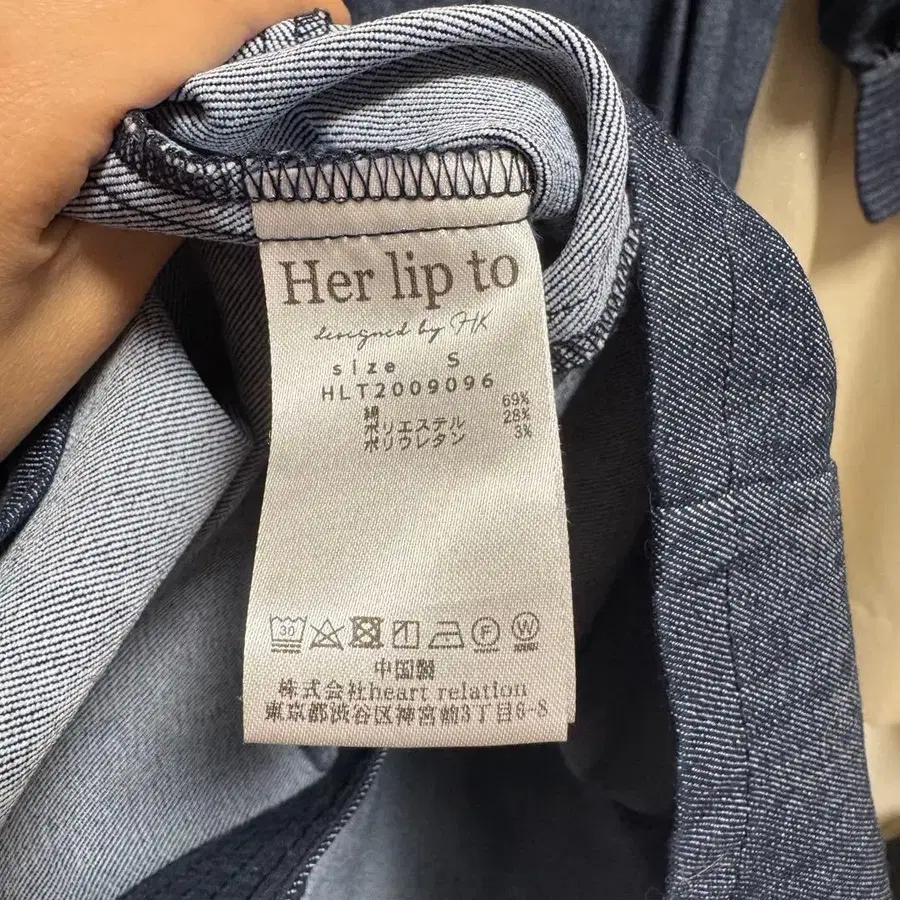 Her lip to
designed by HK
size S
HLT2009096
綿 69%
ポリエステル 28%
ポリウレタン 3%
30
F
W
中国製
株式会社heart relation
東京都渋谷区神宮前3丁目6-8